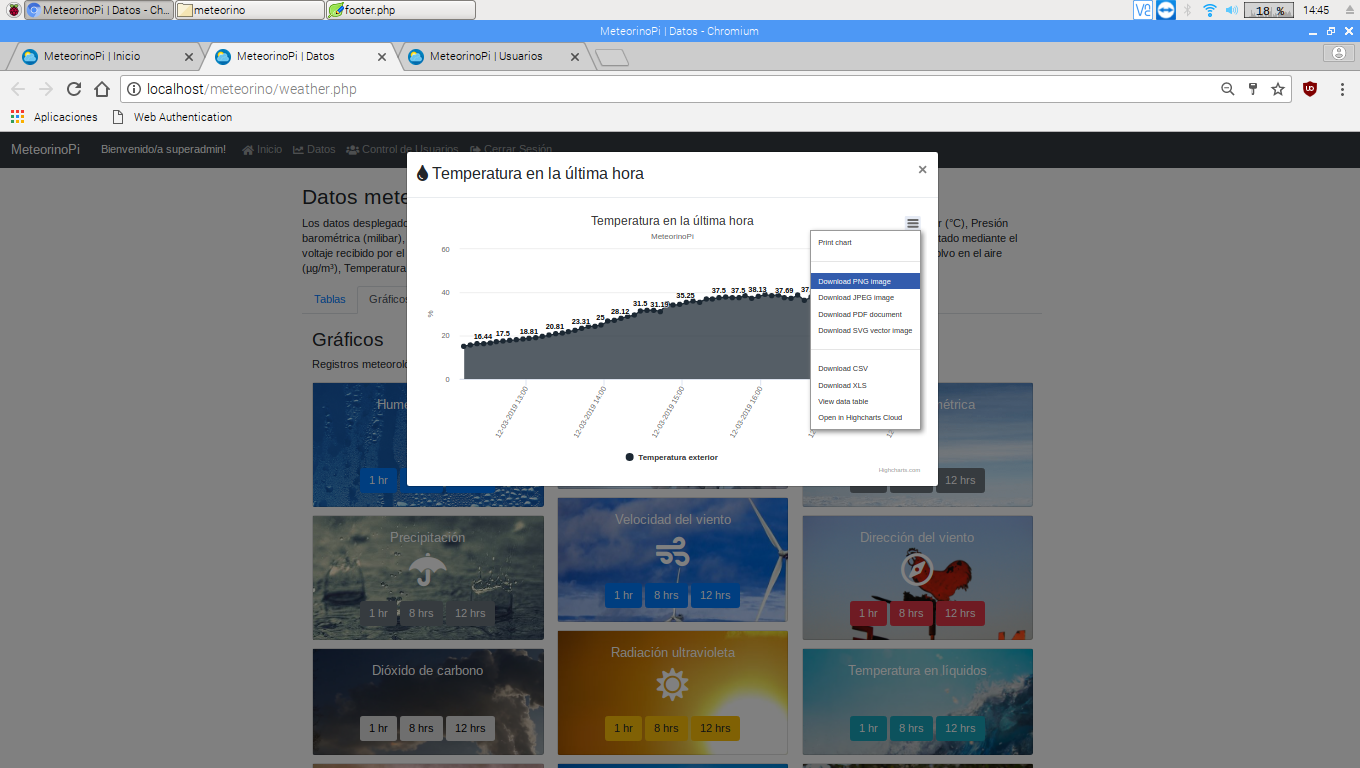 MeteorinoPi | Datos - Ch...
meteorino
footer.php
18 %
14:45
MeteorinoPi | Datos - Chromium
MeteorinoPi | Inicio
MeteorinoPi | Datos
MeteorinoPi | Usuarios
localhost/meteorino/weather.php
Aplicaciones
Web Authentication
MeteorinoPi
Bienvenido/a superadmin!
Inicio
Datos
Control de Usuarios
Cerrar Sesión
Temperatura en la última hora
×
Datos mete
Los datos desplegado
r (°C), Presión
barométrica (milibar),
tado mediante el
voltaje recibido por el
olvo en el aire
(µg/m³), Temperatura
Tablas
Gráficos
Gráficos
Registros meteorol
Temperatura en la última hora
MeteorinoPi
60
40
20
0
%
16.44
17.5
18.81
20.81
23.31
25
28.12
31.5
31.19
35.25
37.5
37.5
38.13
37.69
12-03-2019 13:00
12-03-2019 14:00
12-03-2019 15:00
12-03-2019 16:00
Temperatura exterior
Highcharts.com
Print chart
Download PNG image
Download JPEG image
Download PDF document
Download SVG vector image
Download CSV
Download XLS
View data table
Open in Highcharts Cloud
Hume
étrica
1 hr
12 hrs
Precipitación
1 hr 8 hrs 12 hrs
Velocidad del viento
1 hr 8 hrs 12 hrs
Dirección del viento
1 hr 8 hrs 12 hrs
Dióxido de carbono
1 hr 8 hrs 12 hrs
Radiación ultravioleta
1 hr 8 hrs 12 hrs
Temperatura en líquidos
1 hr 8 hrs 12 hrs